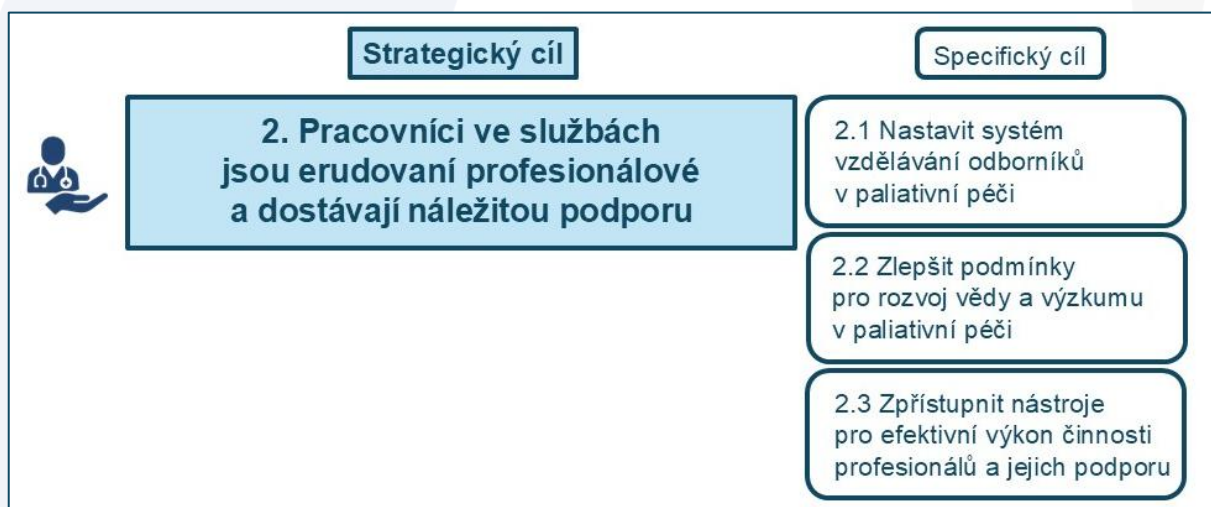 Strategický cíl
Specifický cíl
2. Pracovníci ve službách
jsou erudovaní profesionálové
a dostávají náležitou podporu
2.1 Nastavit systém
vzdělávání odborníků
v paliativní péči
2.2 Zlepšit podmínky
pro rozvoj vědy a výzkumu
v paliativní péči
2.3 Zpřístupnit nástroje
pro efektivní výkon činnosti
profesionálů a jejich podporu